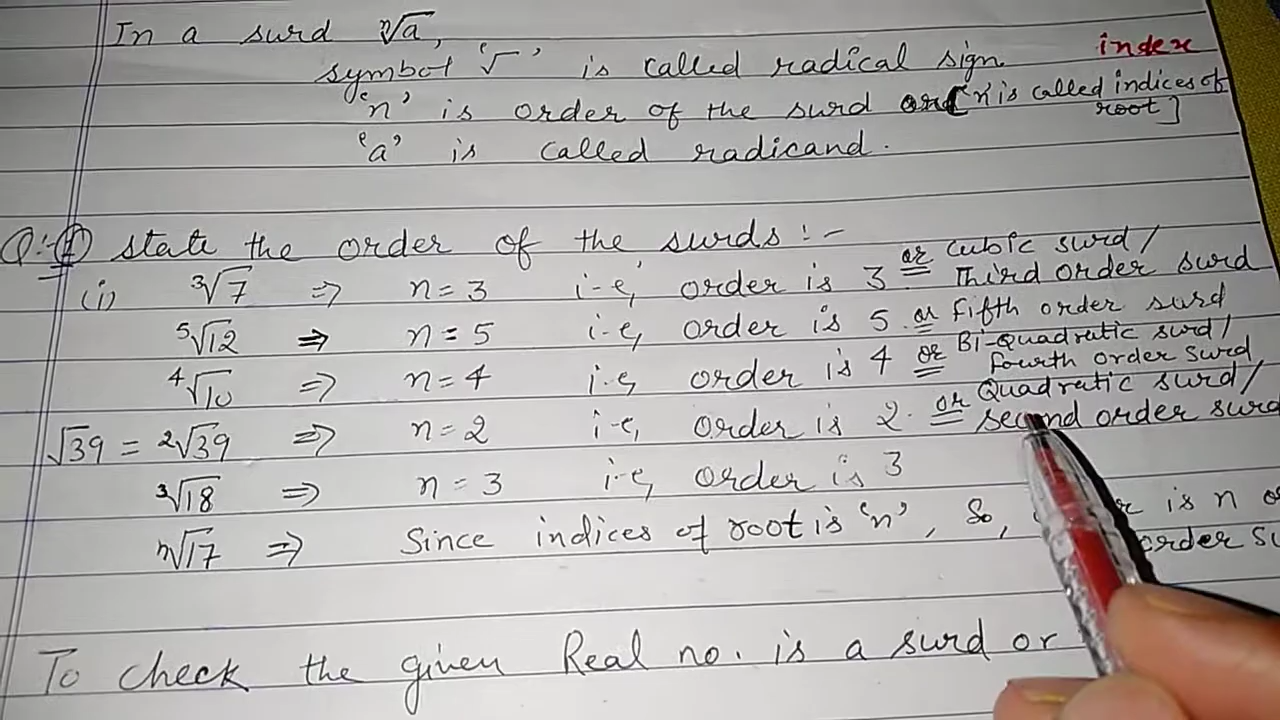 In a surd ⁿ√a,
symbol '√' is called radical sign
index
'n' is order of the surd or ['n' is called indices of root]
'a' is called radicand.
Q:-① state the order of the surds :-
(i) ³√7 ⇒ n = 3 i-e, order is 3 or cubic surd / Third order surd
⁵√12 ⇒ n = 5 i-e, order is 5. or fifth order surd
⁴√10 ⇒ n = 4 i-e, order is 4 or Bi-Quadratic surd / fourth order surd,
√39 = ²√39 ⇒ n = 2 i-e, order is 2. or Quadratic surd / second order surd
³√18 ⇒ n = 3 i-e, order is 3
ⁿ√17 ⇒ Since indices of root is 'n', So, is n
order
To check the given Real no. is a surd or